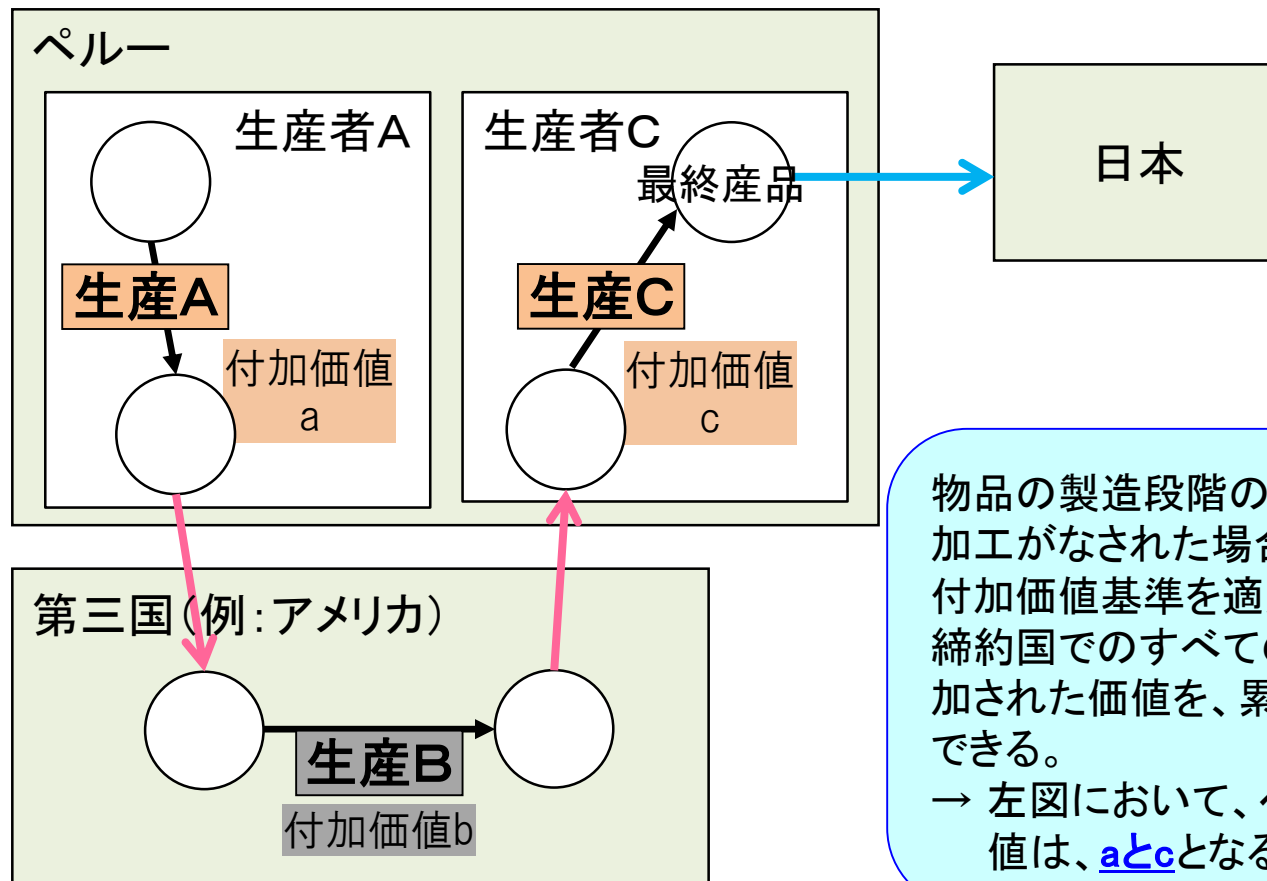 ペルー
生産者A
生産A
付加価値
a
生産者C
最終産品
生産C
付加価値
c
日本
第三国(例:アメリカ)
生産B
付加価値b
物品の製造段階の
加工がなされた場
付加価値基準を適
締約国でのすべて
加された価値を、累
できる。
→ 左図において、
値は、aとcとなる